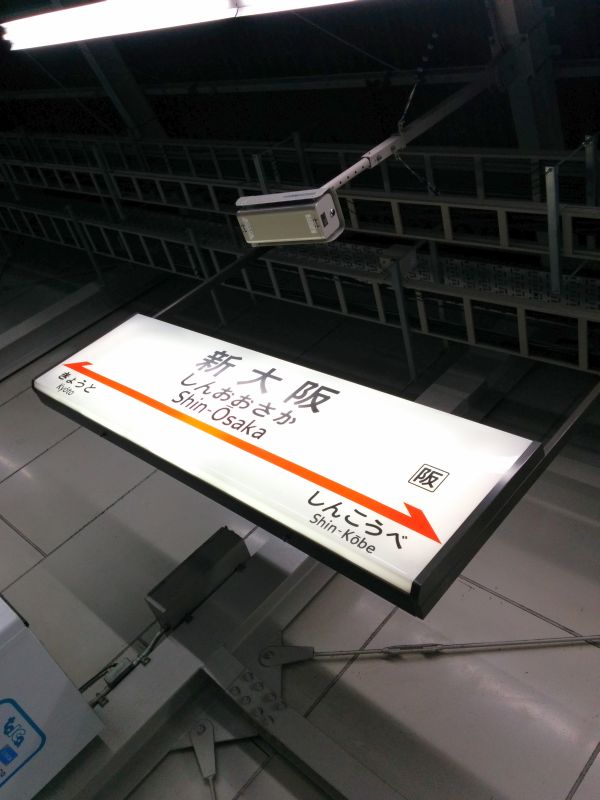 新大阪
しんおおさか
Shin-Osaka
きょうと
Kyōto
阪
しんこうべ
Shin-Kōbe